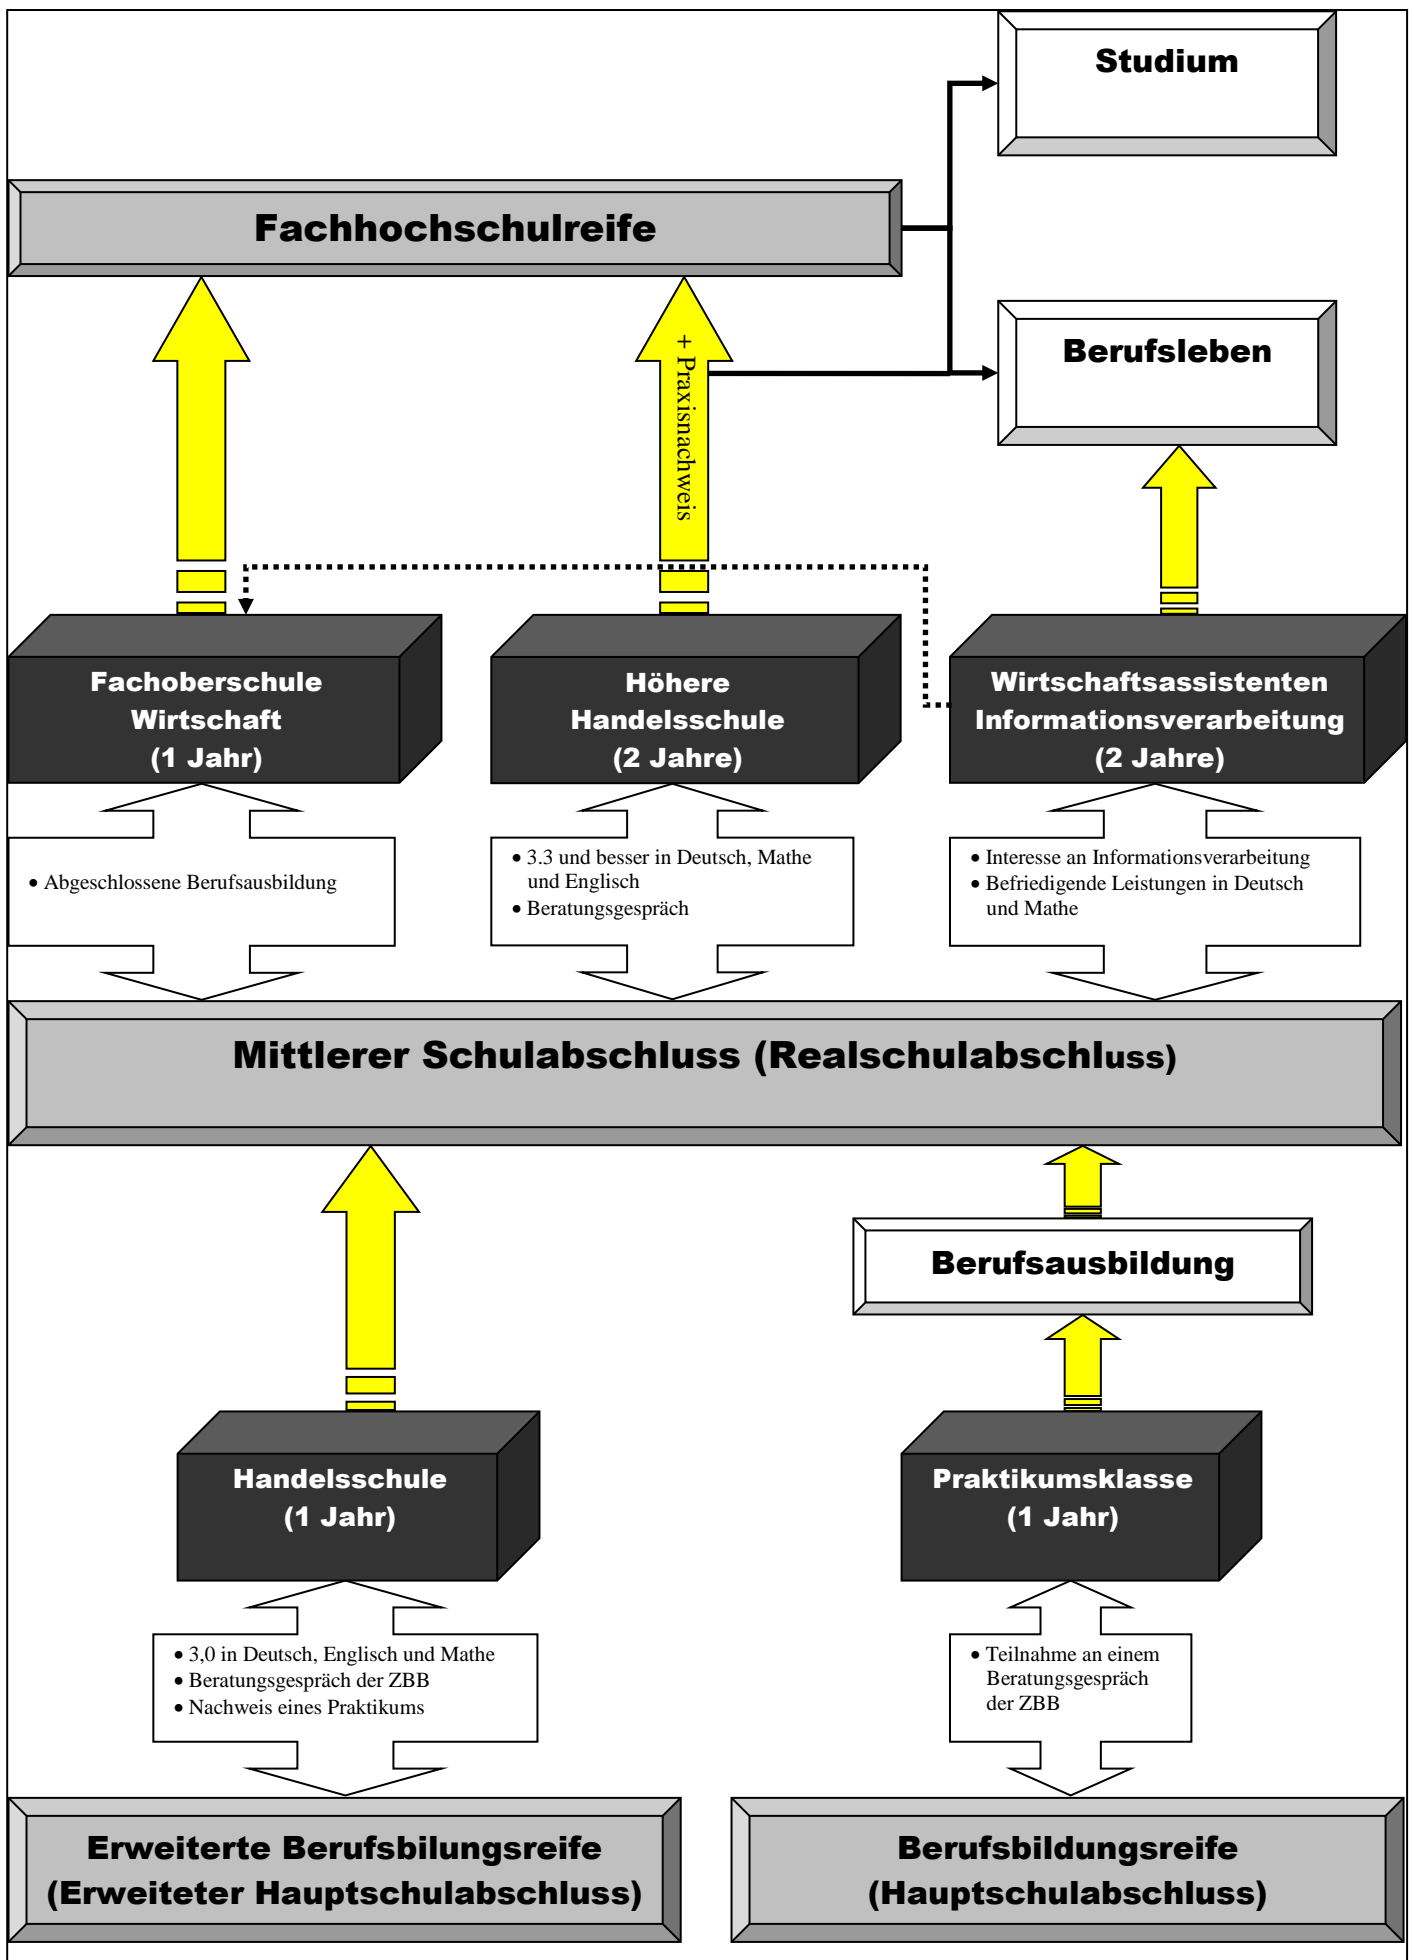 Studium
Fachhochschulreife
Berufsleben
+ Praxisnachweis
Fachoberschule
Wirtschaft
(1 Jahr)
Höhere
Handelsschule
(2 Jahre)
Wirtschaftsassistenten
Informationsverarbeitung
(2 Jahre)
• Abgeschlossene Berufsausbildung
• 3.3 und besser in Deutsch, Mathe
und Englisch
• Beratungsgespräch
• Interesse an Informationsverarbeitung
• Befriedigende Leistungen in Deutsch
und Mathe
Mittlerer Schulabschluss (Realschulabschluss)
Berufsausbildung
Handelsschule
(1 Jahr)
Praktikumsklasse
(1 Jahr)
• 3,0 in Deutsch, Englisch und Mathe
• Beratungsgespräch der ZBB
• Nachweis eines Praktikums
• Teilnahme an einem
Beratungsgespräch
der ZBB
Erweiterte Berufsbilungsreife
(Erweiteter Hauptschulabschluss)
Berufsbildungsreife
(Hauptschulabschluss)